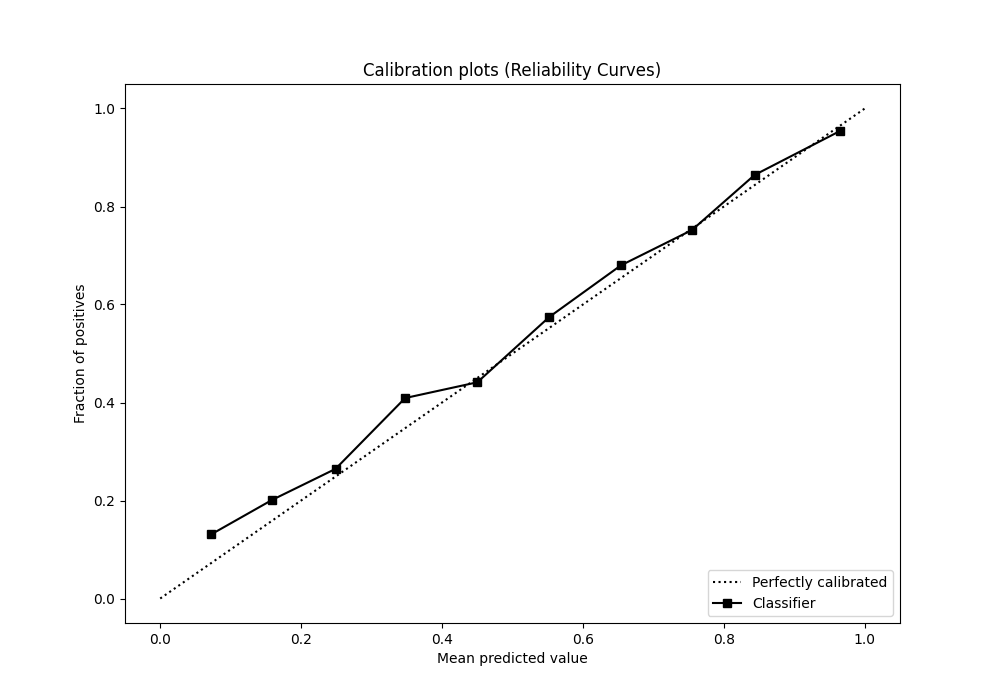 Calibration plots (Reliability Curves)
1.0
0.8
0.6
0.4
0.2
0.0
Fraction of positives
0.0 0.2 0.4 0.6 0.8 1.0
Mean predicted value
Perfectly calibrated
Classifier